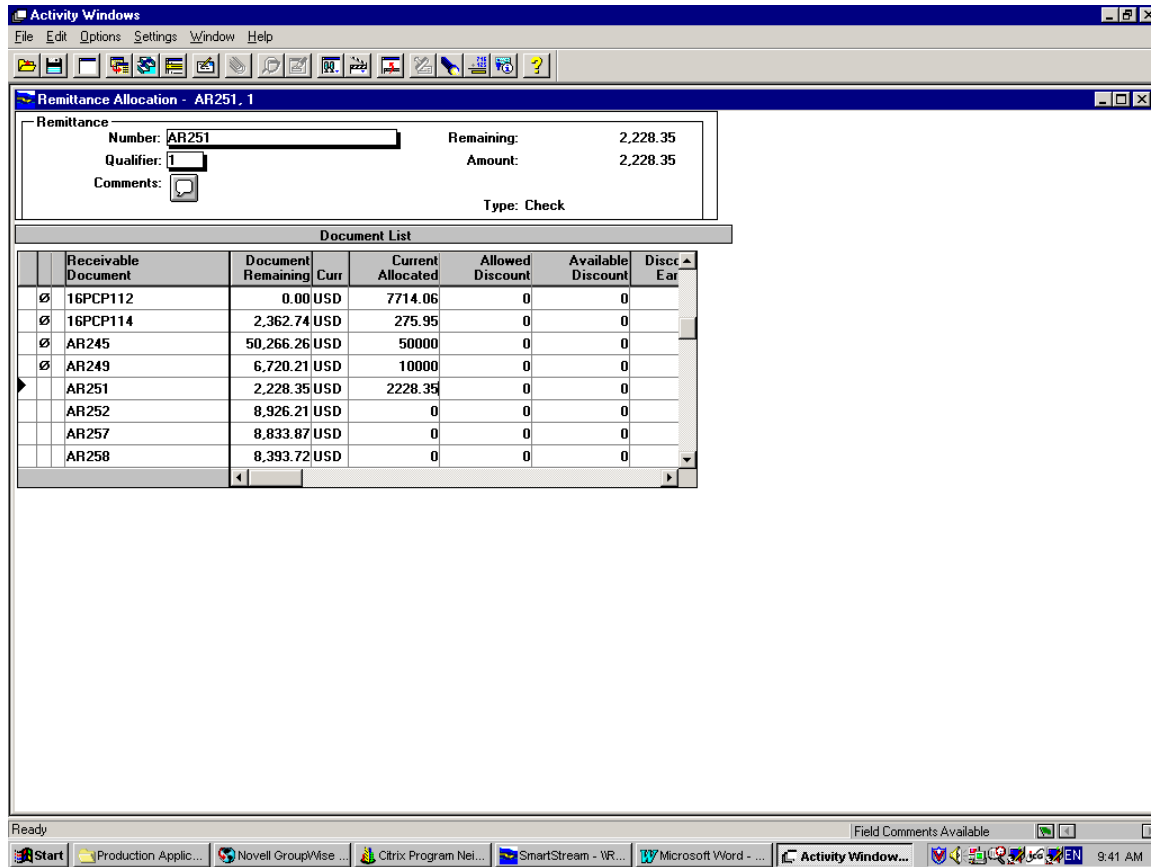 Activity Windows
File Edit Options Settings Window Help
Remittance Allocation - AR251, 1
Remittance
Number: AR251 Remaining: 2,228.35
Qualifier: 1 Amount: 2,228.35
Comments:
Type: Check
Document List
Receivable Document Current Allowed Available Disc
Document Remaining Curr Allocated Discount Discount Ear
Ø 16PCP112 0.00 USD 7714.06 0 0
Ø 16PCP114 2,362.74 USD 275.95 0 0
Ø AR245 50,266.26 USD 50000 0 0
Ø AR249 6,720.21 USD 10000 0 0
AR251 2,228.35 USD 2228.35 0 0
AR252 8,926.21 USD 0 0 0
AR257 8,833.87 USD 0 0 0
AR258 8,393.72 USD 0 0 0
Ready Field Comments Available
Start Production Applic... Novell GroupWise ... Citrix Program Nei... SmartStream - \R... Microsoft Word - ... Activity Window... EN 9:41 AM